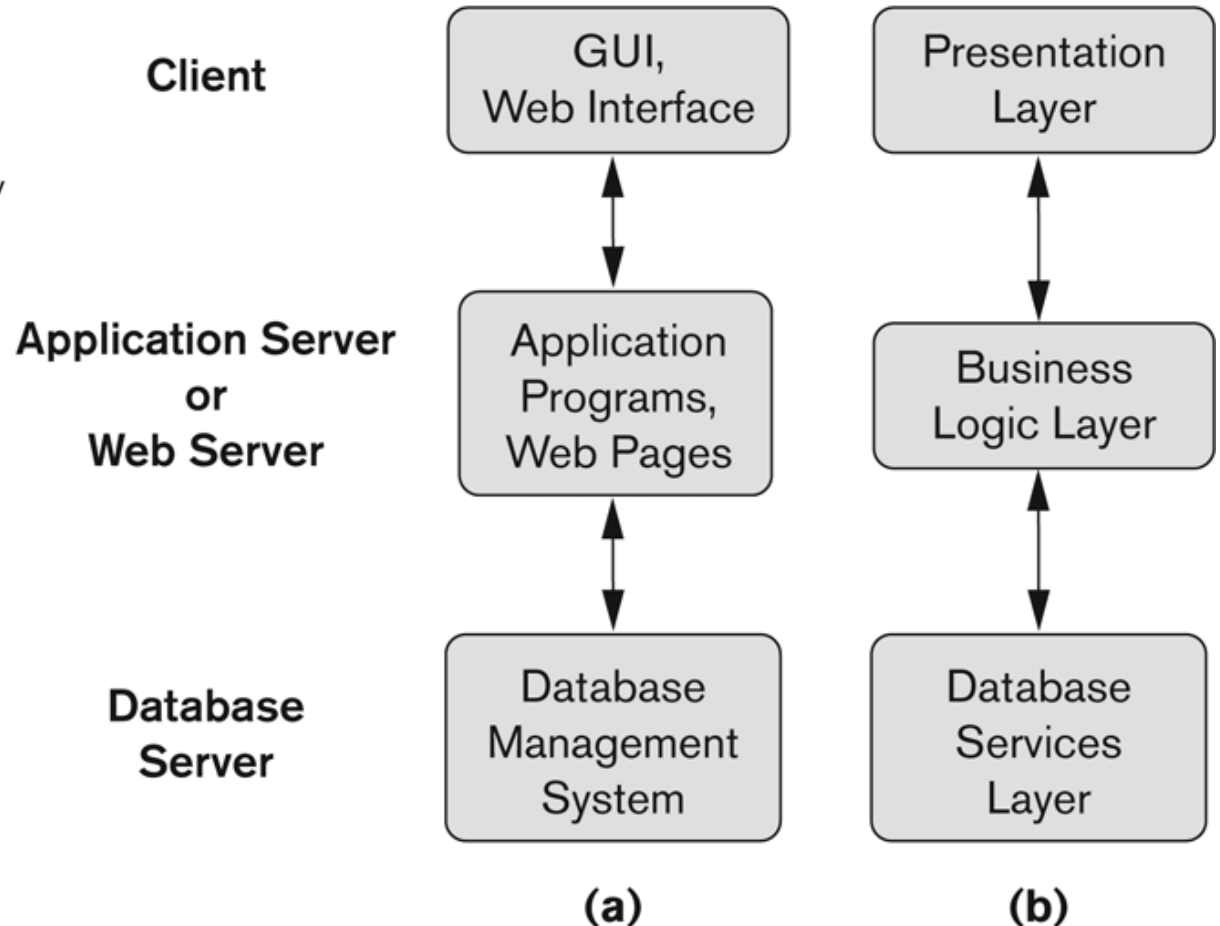 Client
GUI,
Web Interface
Presentation
Layer
y
Application Server
or
Web Server
Application
Programs,
Web Pages
Business
Logic Layer
Database
Server
Database
Management
System
Database
Services
Layer
(a)
(b)